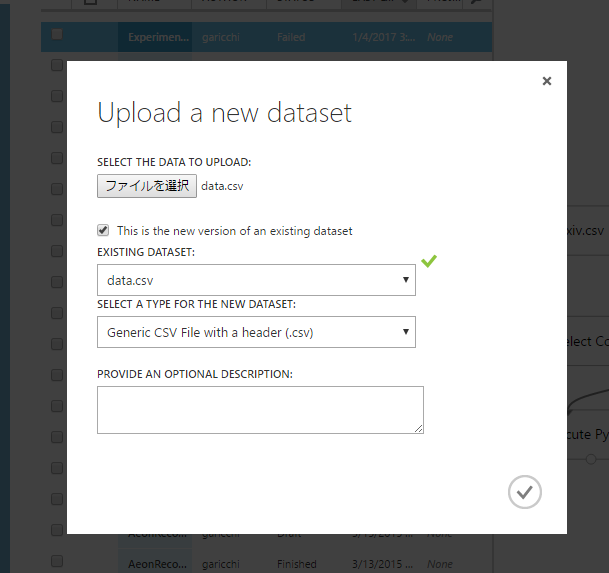 Experimen... garicchi Failed 1/4/2017 3:... None
Upload a new dataset
SELECT THE DATA TO UPLOAD:
ファイルを選択 data.csv
This is the new version of an existing dataset
EXISTING DATASET:
data.csv
SELECT A TYPE FOR THE NEW DATASET:
Generic CSV File with a header (.csv)
PROVIDE AN OPTIONAL DESCRIPTION:
xiv.csv
elect Co
cute Py
AeonReco... garicchi Draft 3/13/2015 ... None
AeonReco... garicchi Finished 3/13/2015 ... None